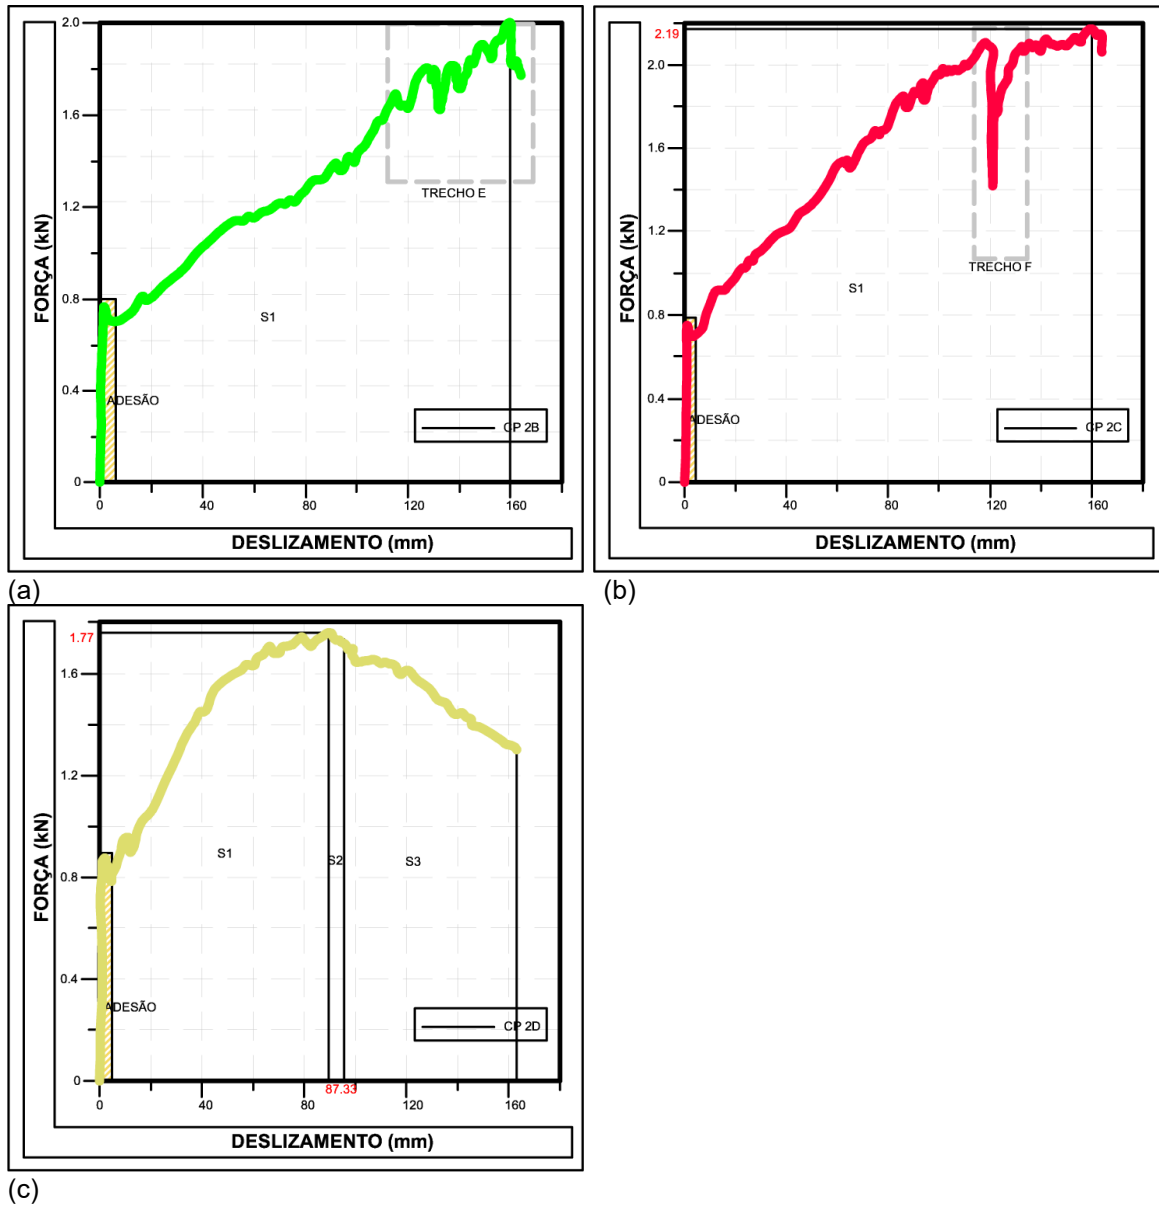 2.0
1.6
1.2
0.8
0.4
0
FORÇA (kN)
TRECHO E
S1
ADESÃO
CP 2B
0 40 80 120 160
DESLIZAMENTO (mm)
(a)
2.19
2.0
1.6
1.2
0.8
0.4
0
FORÇA (kN)
TRECHO F
S1
ADESÃO
CP 2C
0 40 80 120 160
DESLIZAMENTO (mm)
(b)
1.77
1.6
1.2
0.8
0.4
0
FORÇA (kN)
S1 S2 S3
ADESÃO
CP 2D
87.33
0 40 80 120 160
DESLIZAMENTO (mm)
(c)